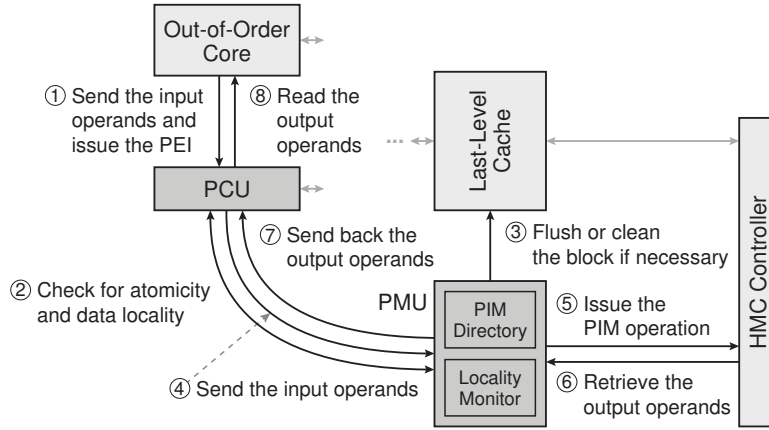 Out-of-Order
Core
① Send the input
operands and
issue the PEI
⑧ Read the
output
operands
PCU
...
Last-Level
Cache
HMC Controller
⑦ Send back the
output operands
③ Flush or clean
the block if necessary
② Check for atomicity
and data locality
PMU
PIM
Directory
Locality
Monitor
⑤ Issue the
PIM operation
④ Send the input operands
⑥ Retrieve the
output operands